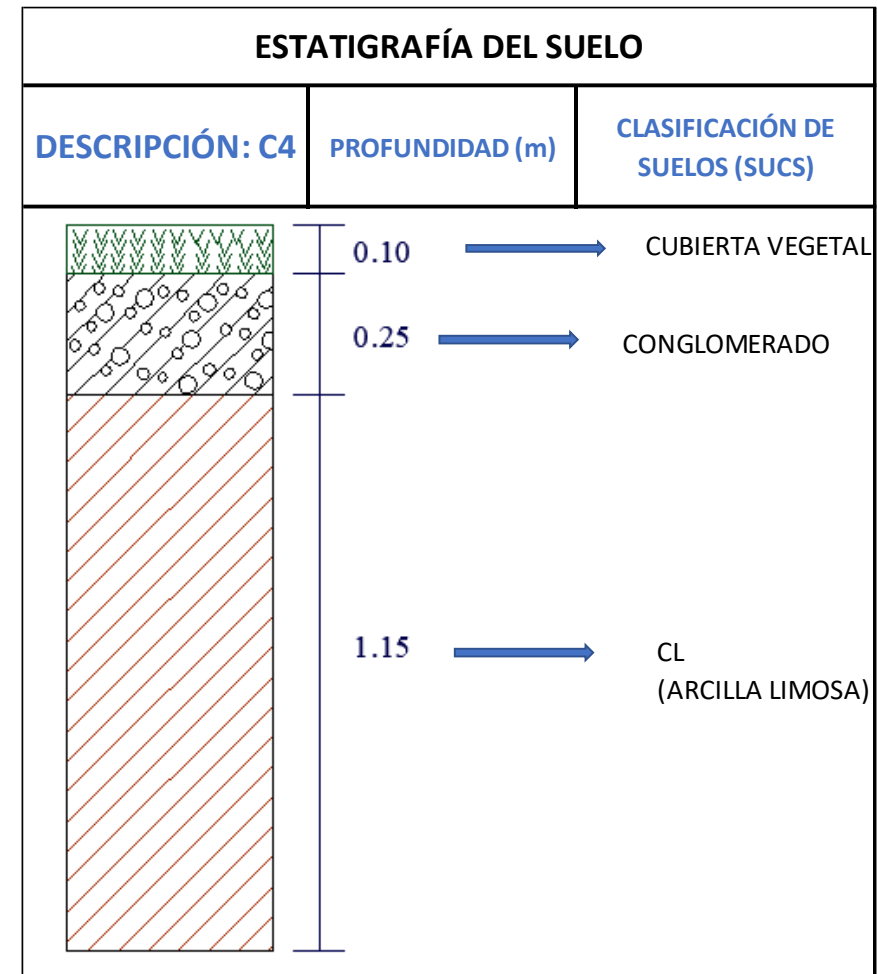 ESTATIGRAFÍA DEL SUELO
DESCRIPCIÓN: C4
PROFUNDIDAD (m)
CLASIFICACIÓN DE
SUELOS (SUCS)
0.10
CUBIERTA VEGETAL
0.25
CONGLOMERADO
1.15
CL
(ARCILLA LIMOSA)